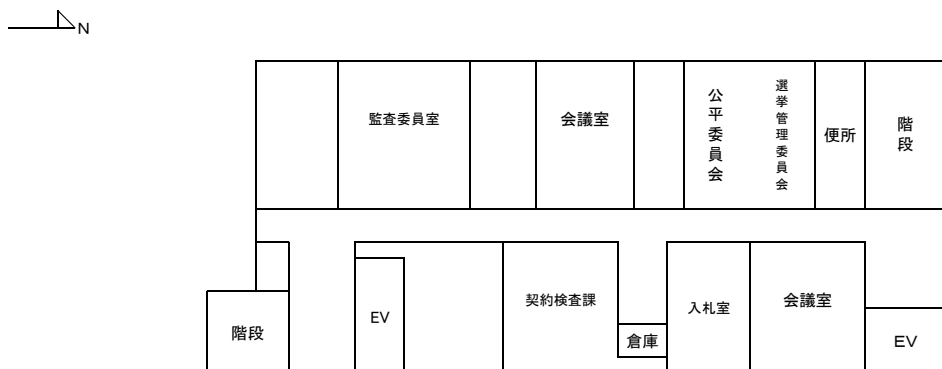 N
監査委員室
会議室
公平委員会
選挙管理委員会
便所
階段
契約検査課
入札室
会議室
EV
階段
倉庫
EV